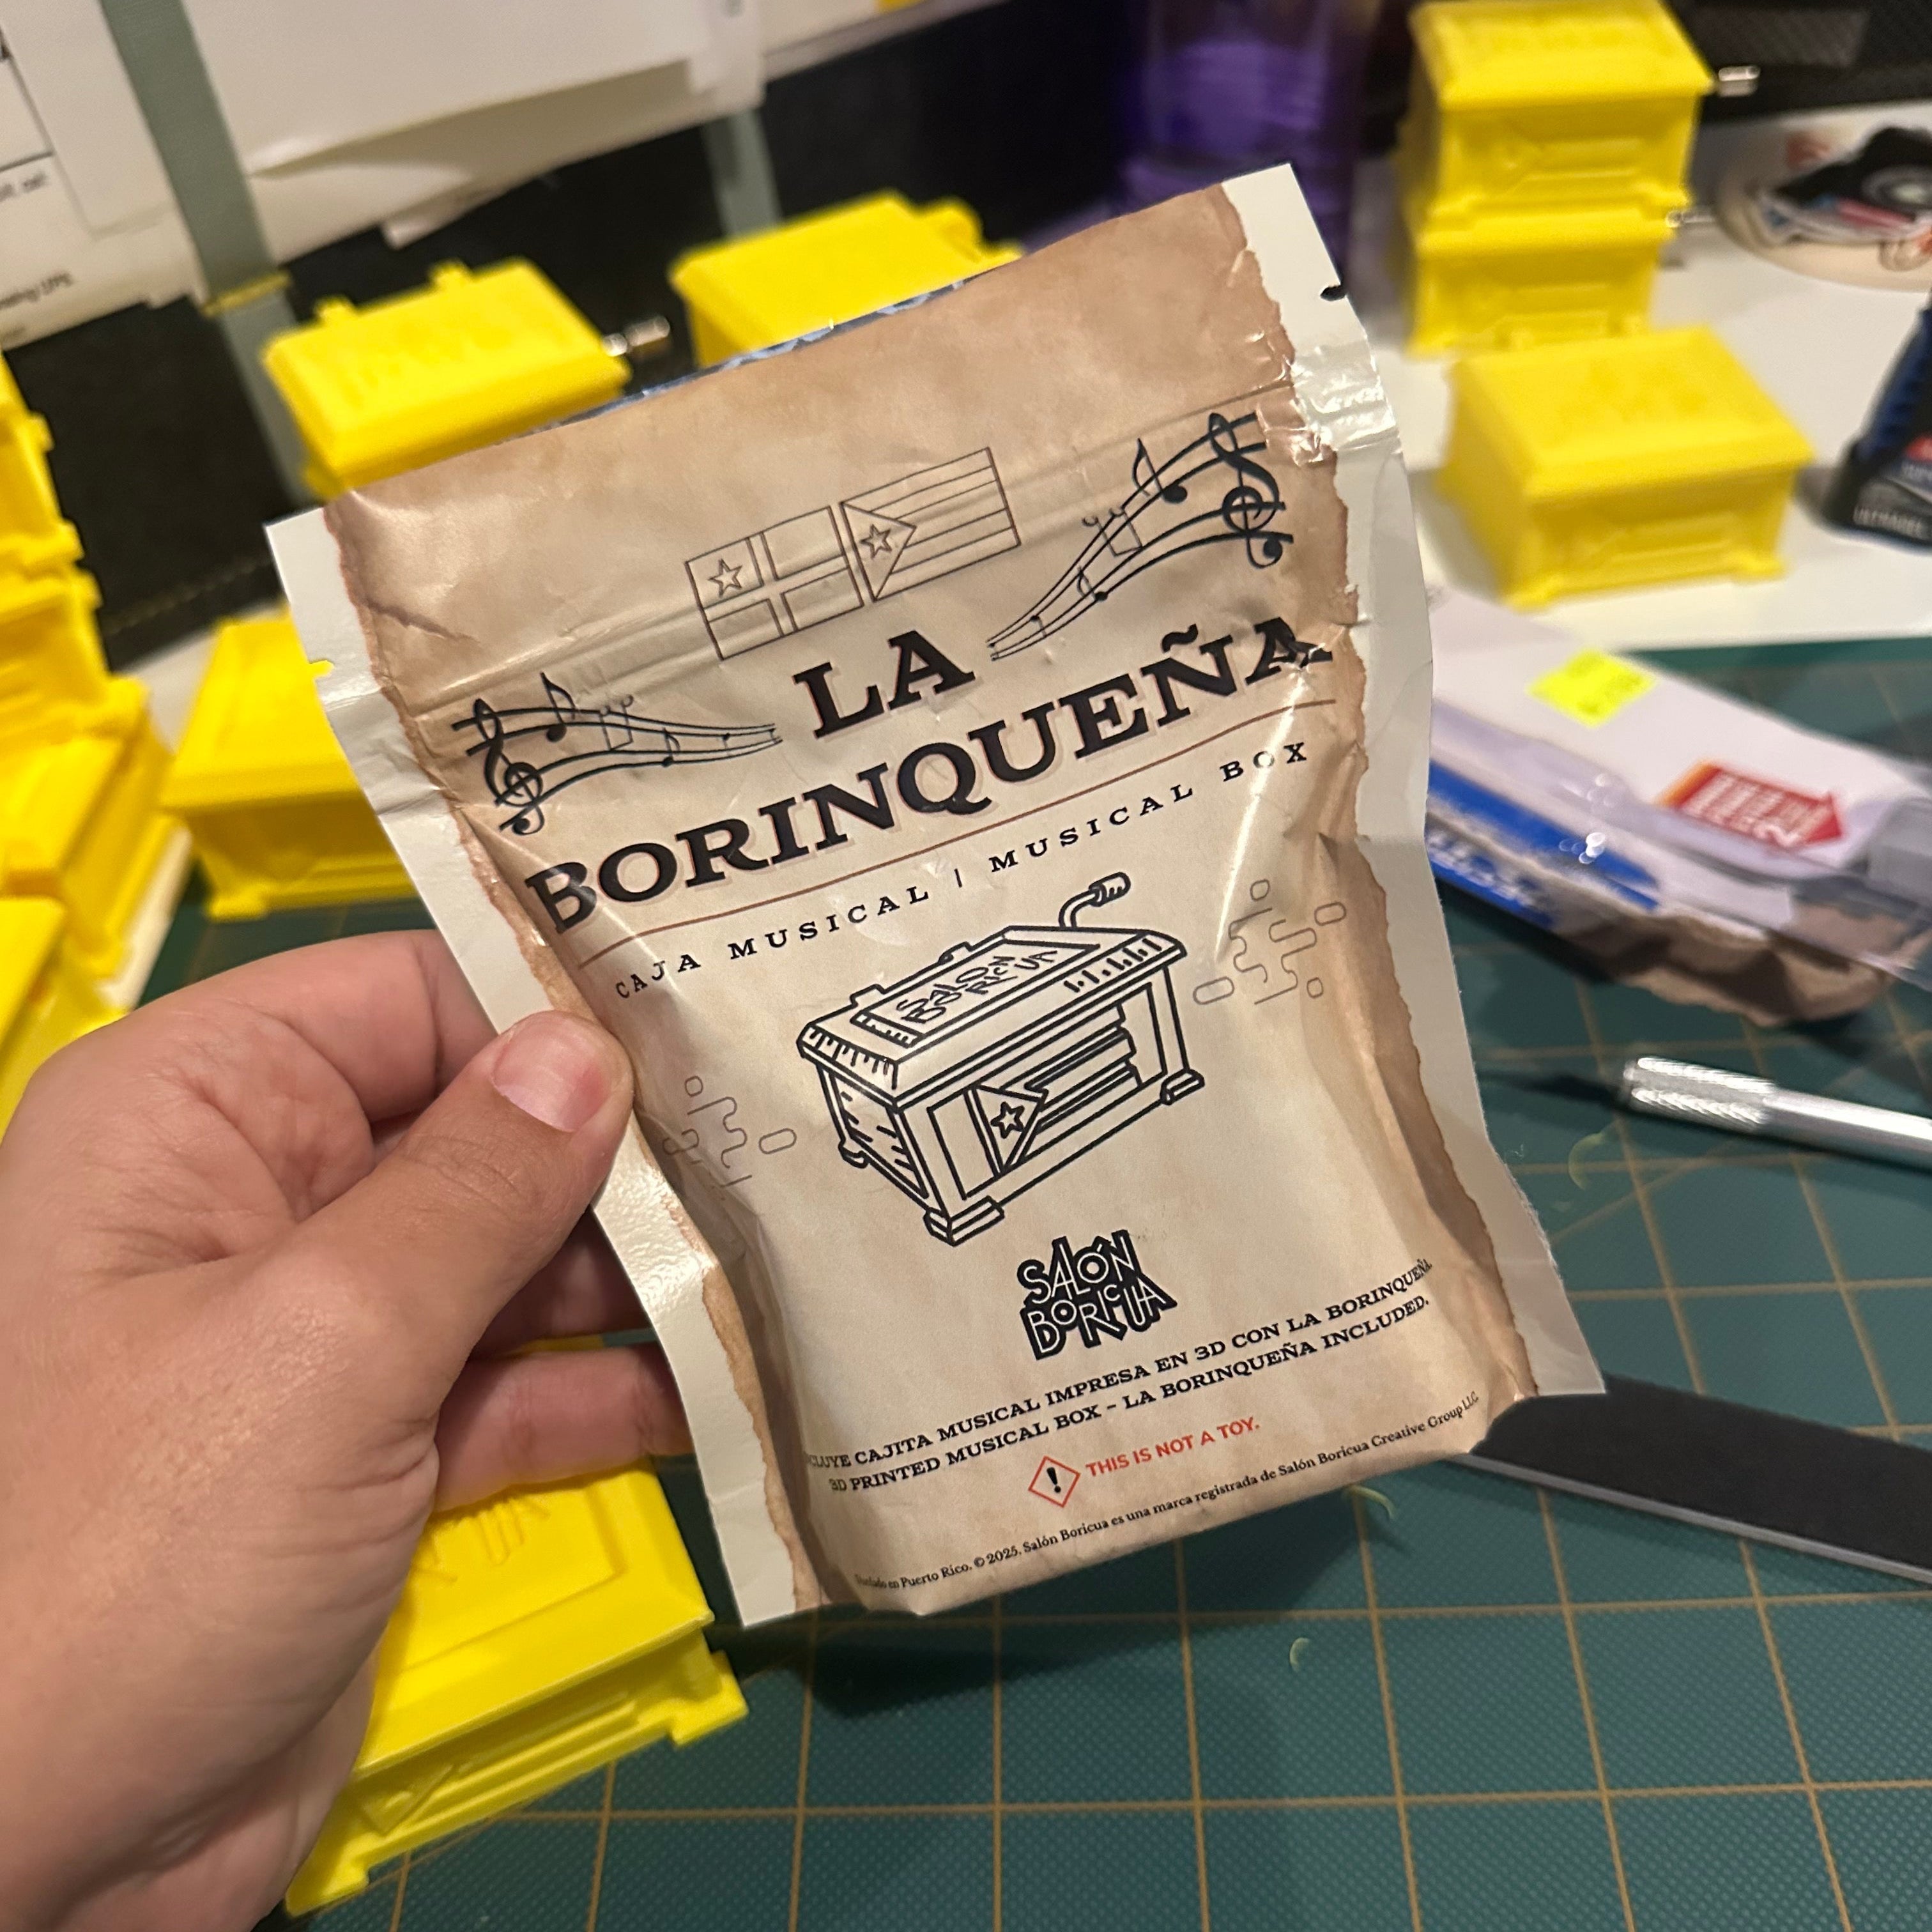 LA
BORINQUEÑA
CAJA MUSICAL | MUSICAL BOX
SALON
BORICUA
SALÓN
BORICUA
CAJITA MUSICAL IMPRESA EN 3D CON LA BORINQUEÑA
3D PRINTED MUSICAL BOX - LA BORINQUEÑA INCLUDED.
! THIS IS NOT A TOY.
en Puerto Rico. © 2025. Salón Boricua es una marca registrada de Salón Boricua Creative Group LLC